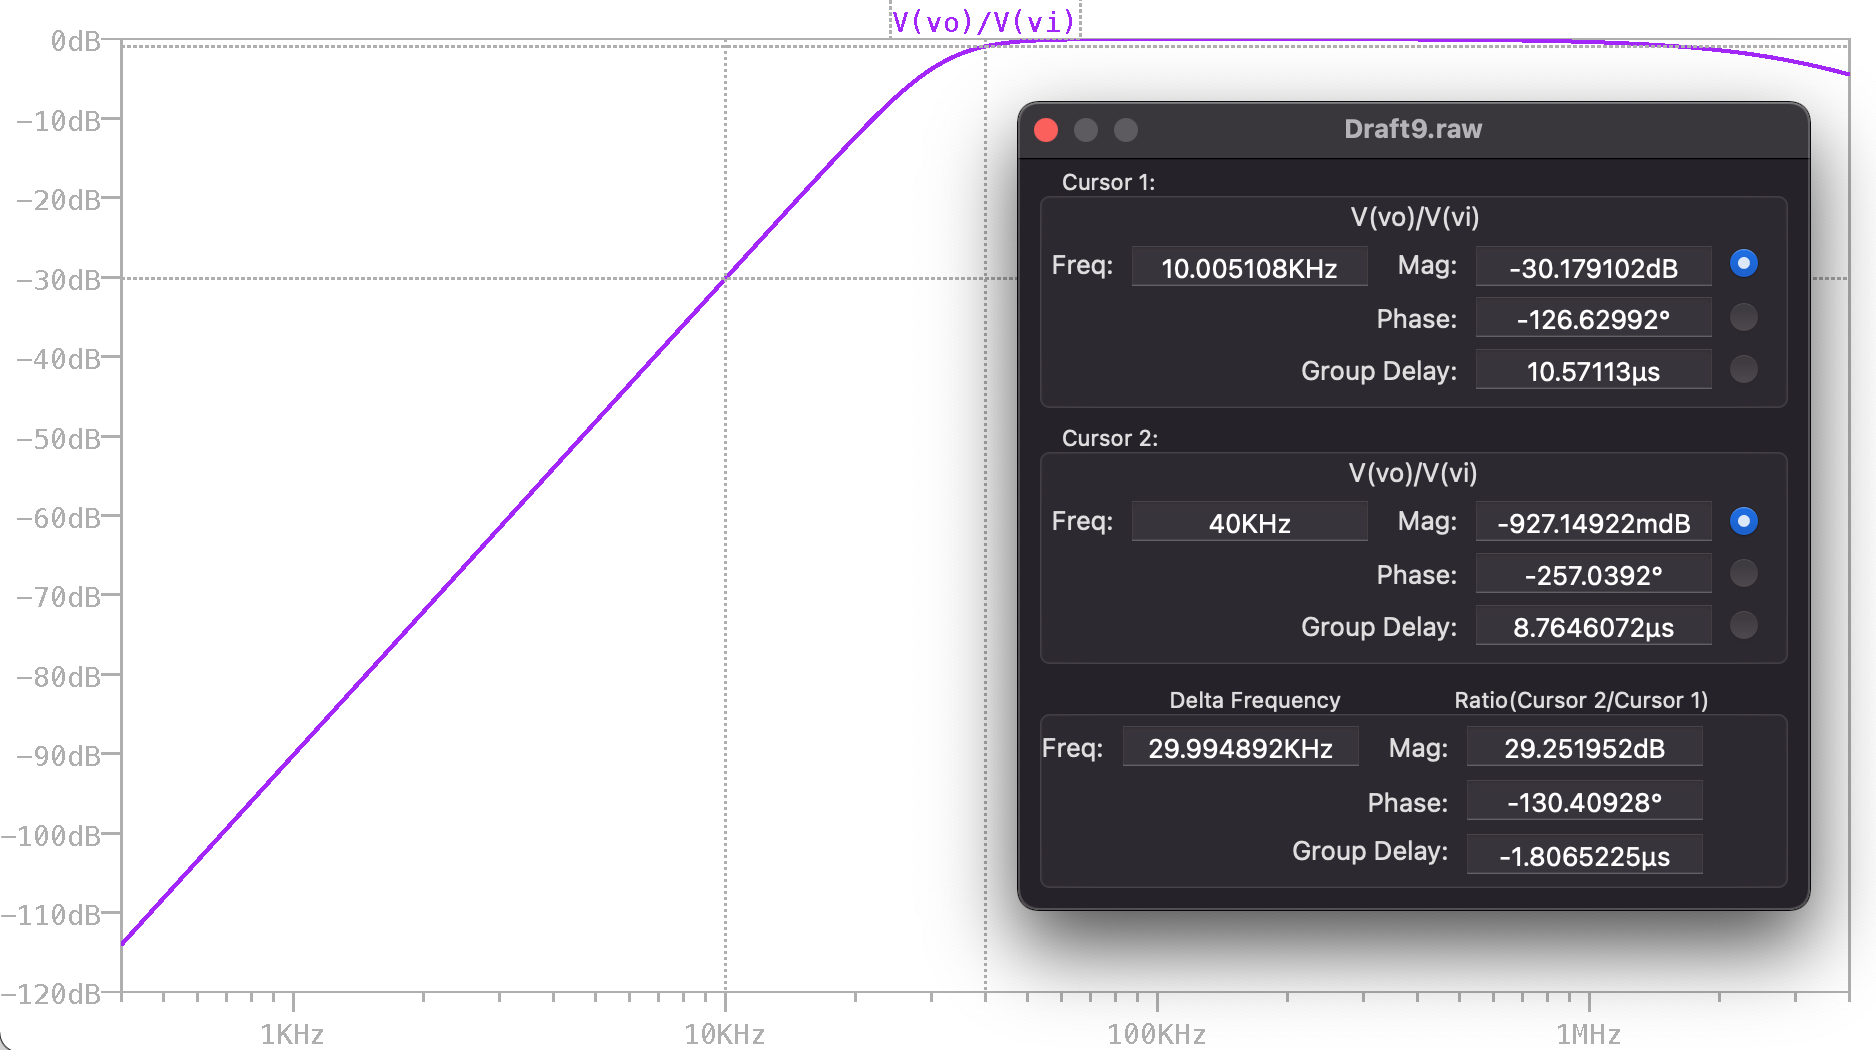 V(vo)/V(vi)
0dB
-10dB
-20dB
-30dB
-40dB
-50dB
-60dB
-70dB
-80dB
-90dB
-100dB
-110dB
-120dB
1KHz 10KHz 100KHz 1MHz
Draft9.raw
Cursor 1:
V(vo)/V(vi)
Freq: 10.005108KHz Mag: -30.179102dB
Phase: -126.62992°
Group Delay: 10.57113µs
Cursor 2:
V(vo)/V(vi)
Freq: 40KHz Mag: -927.14922mdB
Phase: -257.0392°
Group Delay: 8.7646072µs
Delta Frequency Ratio(Cursor 2/Cursor 1)
Freq: 29.994892KHz Mag: 29.251952dB
Phase: -130.40928°
Group Delay: -1.8065225µs